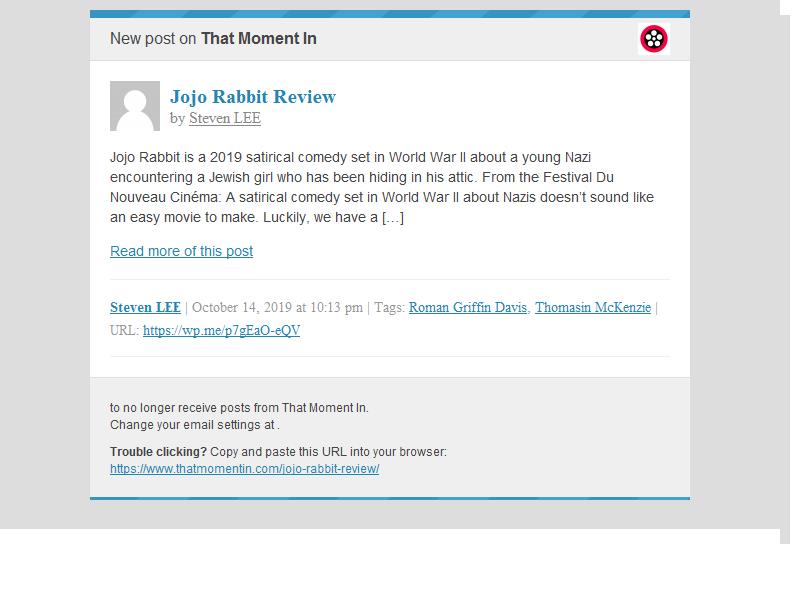 New post on That Moment In
Jojo Rabbit Review
by Steven LEE
Jojo Rabbit is a 2019 satirical comedy set in World War II about a young Nazi
encountering a Jewish girl who has been hiding in his attic. From the Festival Du
Nouveau Cinéma: A satirical comedy set in World War II about Nazis doesn’t sound like
an easy movie to make. Luckily, we have a […]
Read more of this post
Steven LEE | October 14, 2019 at 10:13 pm | Tags: Roman Griffin Davis, Thomasin McKenzie |
URL: https://wp.me/p7gEaO-eQV
to no longer receive posts from That Moment In.
Change your email settings at .
Trouble clicking? Copy and paste this URL into your browser:
https://www.thatmomentin.com/jojo-rabbit-review/